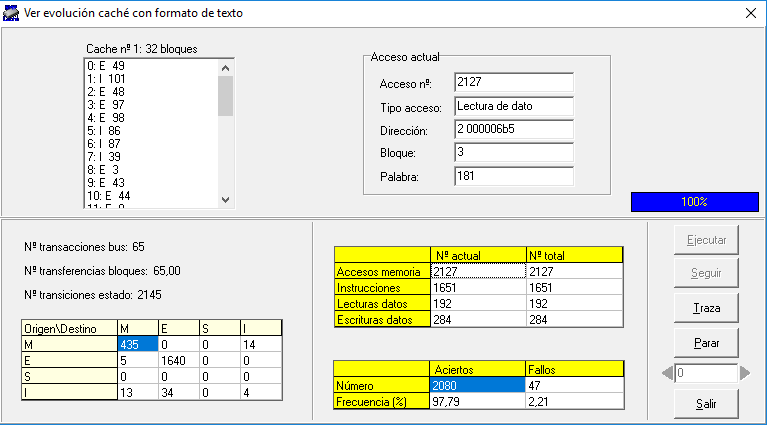 Ver evolución caché con formato de texto
Cache nº 1: 32 bloques
0: E 49
1: I 101
2: E 48
3: E 97
4: E 98
5: I 86
6: I 87
7: I 39
8: E 3
9: E 43
10: E 44
Acceso actual
Acceso nº: 2127
Tipo acceso: Lectura de dato
Dirección: 2 000006b5
Bloque: 3
Palabra: 181
100%
Nº transacciones bus: 65
Nº transferencias bloques: 65,00
Nº transiciones estado: 2145
Origen\Destino M E S I
M 435 0 0 14
E 5 1640 0 0
S 0 0 0 0
I 13 34 0 4
Nº actual Nº total
Accesos memoria 2127 2127
Instrucciones 1651 1651
Lecturas datos 192 192
Escrituras datos 284 284
Aciertos Fallos
Número 2080 47
Frecuencia (%) 97,79 2,21
Ejecutar
Seguir
Traza
Parar
0
Salir